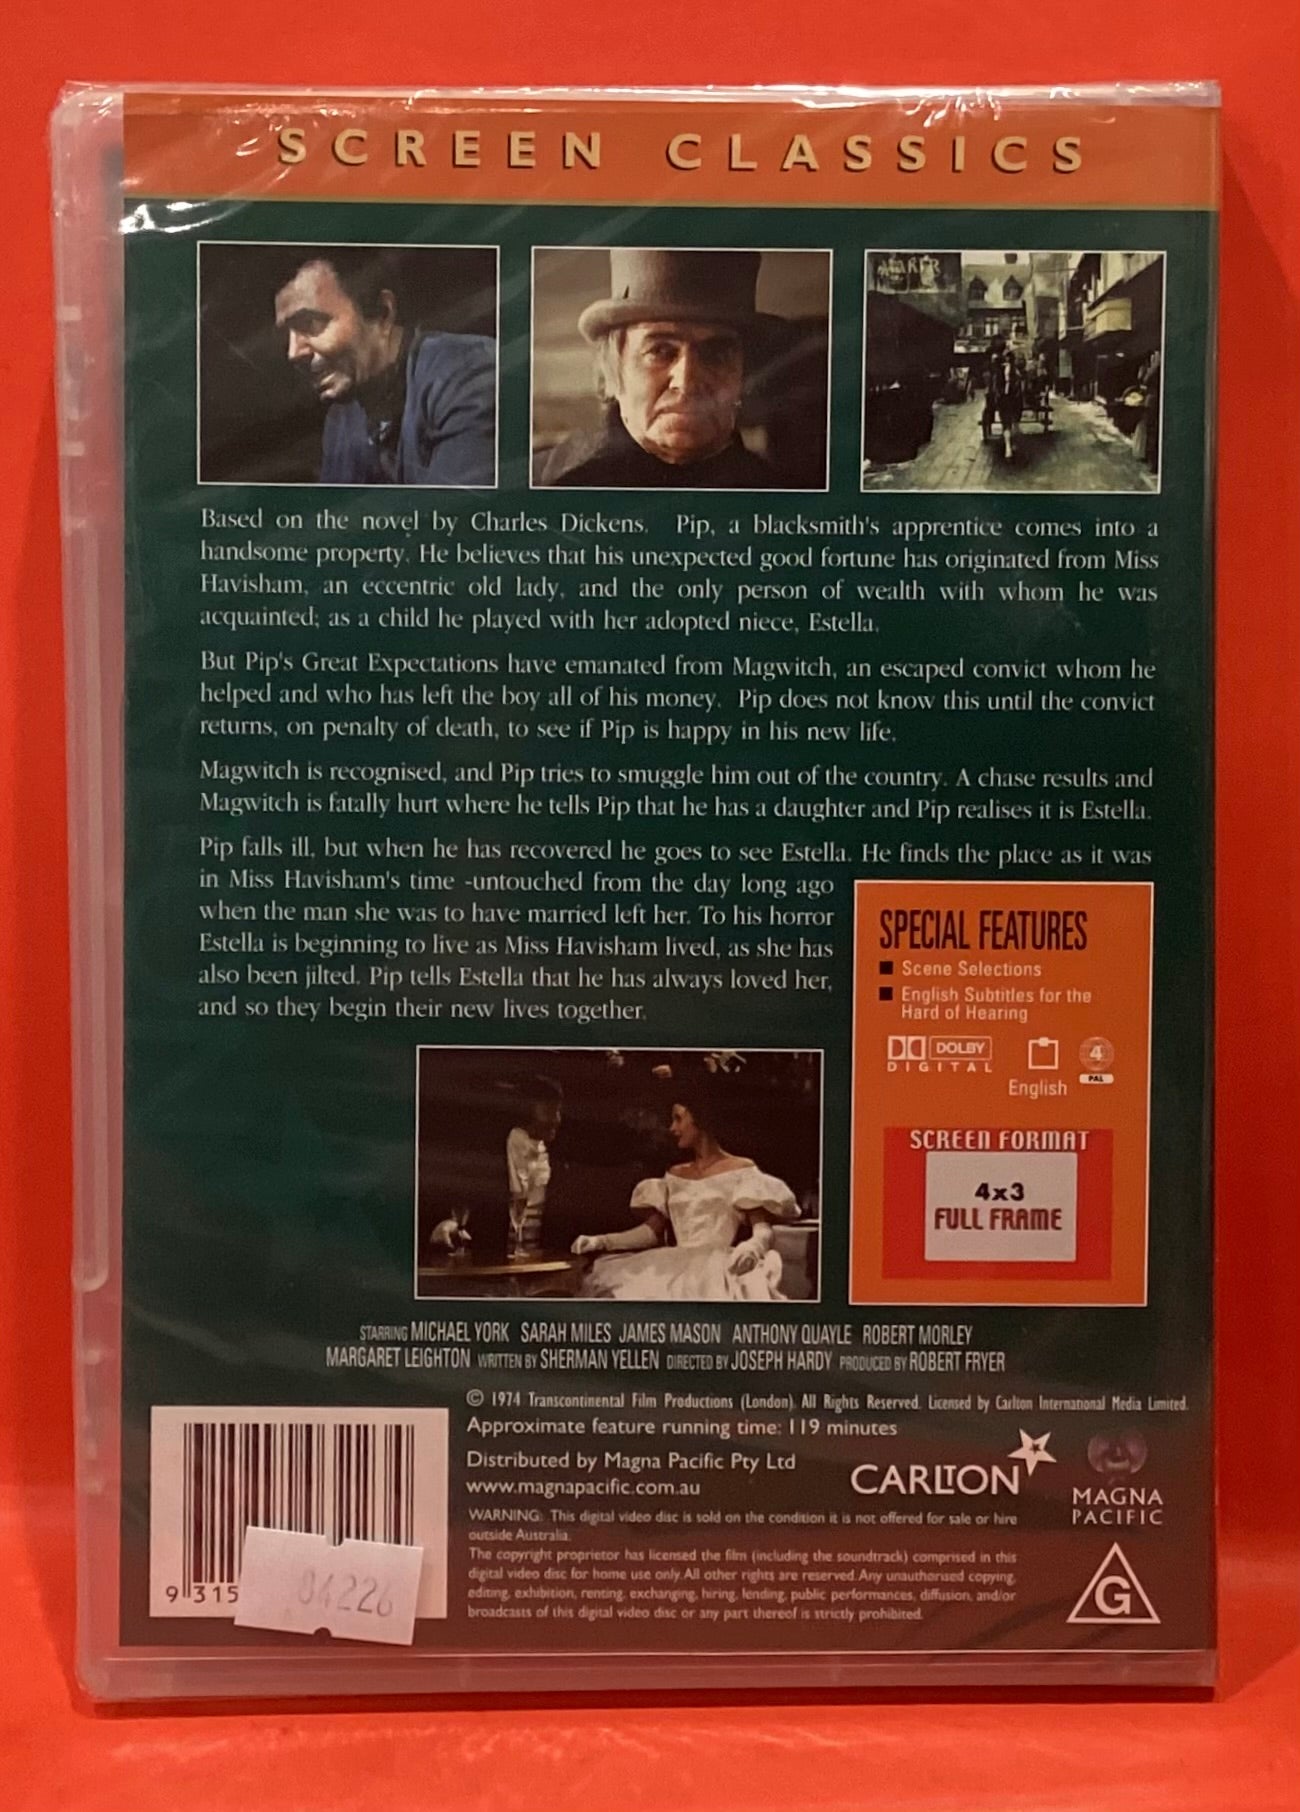 SCREEN CLASSICS
Based on the novel by Charles Dickens. Pip, a blacksmith's apprentice comes into a
handsome property. He believes that his unexpected good fortune has originated from Miss
Havisham, an eccentric old lady, and the only person of wealth with whom he was
acquainted; as a child he played with her adopted niece, Estella.
But Pip's Great Expectations have emanated from Magwitch, an escaped convict whom he
helped and who has left the boy all of his money. Pip does not know this until the convict
returns, on penalty of death, to see if Pip is happy in his new life.
Magwitch is recognised, and Pip tries to smuggle him out of the country. A chase results and
Magwitch is fatally hurt where he tells Pip that he has a daughter and Pip realises it is Estella.
Pip falls ill, but when he has recovered he goes to see Estella. He finds the place as it was
in Miss Havisham's time -untouched from the day long ago
when the man she was to have married left her. To his horror
Estella is beginning to live as Miss Havisham lived, as she has
also been jilted. Pip tells Estella that he has always loved her,
and so they begin their new lives together.
SPECIAL FEATURES
Scene Selections
English Subtitles for the
Hard of Hearing
DOLBY
DIGITAL
English
4
PAL
SCREEN FORMAT
4x3
FULL FRAME
STARRING MICHAEL YORK SARAH MILES JAMES MASON ANTHONY QUAYLE ROBERT MORLEY
MARGARET LEIGHTON WRITTEN BY SHERMAN YELLEN DIRECTED BY JOSEPH HARDY PRODUCED BY ROBERT FRYER
© 1974 Transcontinental Film Productions (London). All Rights Reserved. Licensed by Carlton International Media Limited.
Approximate feature running time: 119 minutes
Distributed by Magna Pacific Pty Ltd
www.magnapacific.com.au
CARLTON
MAGNA
PACIFIC
WARNING: This digital video disc is sold on the condition it is not offered for sale or hire
outside Australia.
The copyright proprietor has licensed the film (including the soundtrack) comprised in this
digital video disc for home use only. All other rights are reserved. Any unauthorised copying,
editing, exhibition, renting, exchanging, hiring, lending, public performances, diffusion, and/or
broadcasts of this digital video disc or any part thereof is strictly prohibited.
G
9 315
04226